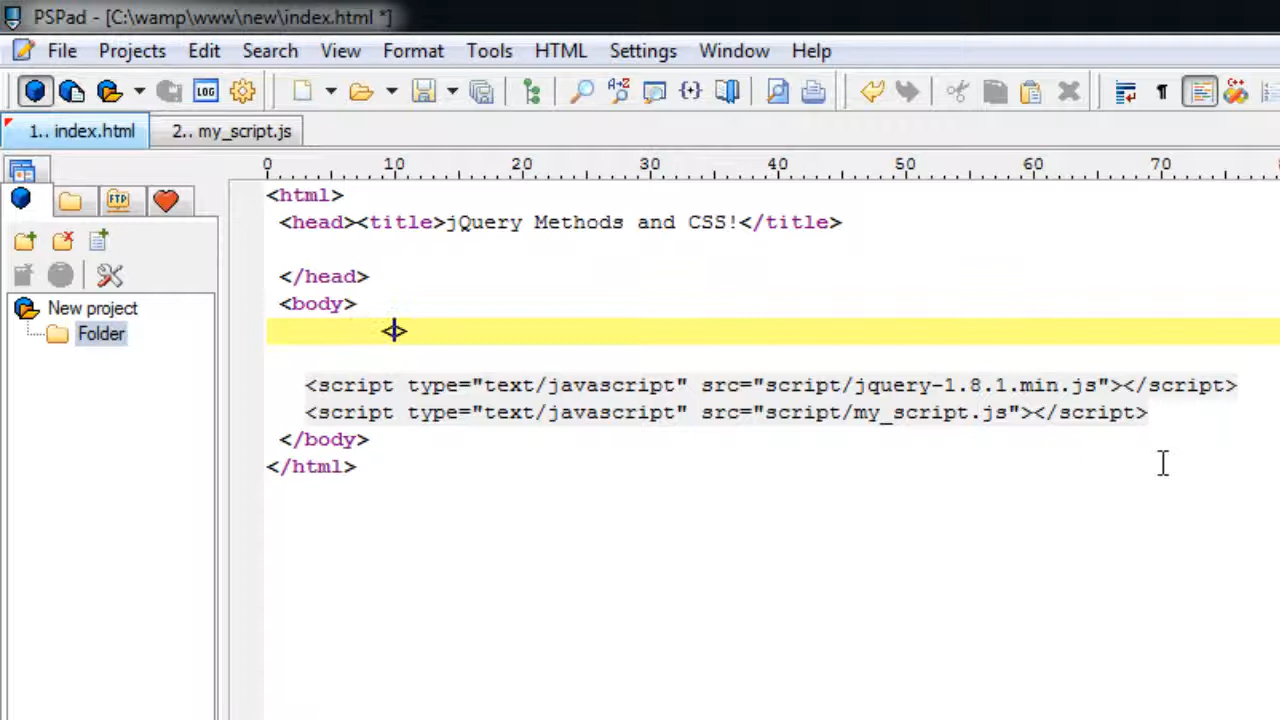 PSPad - [C:\wamp\www\new\index.html *]
File Projects Edit Search View Format Tools HTML Settings Window Help
LOG
1.. index.html 2.. my_script.js
0 10 20 30 40 50 60 70 80
FTP
New project
Folder
<html>
<head><title>jQuery Methods and CSS!</title>
</head>
<body>
<>
<script type="text/javascript" src="script/jquery-1.8.1.min.js"></script>
<script type="text/javascript" src="script/my_script.js"></script>
</body>
</html>